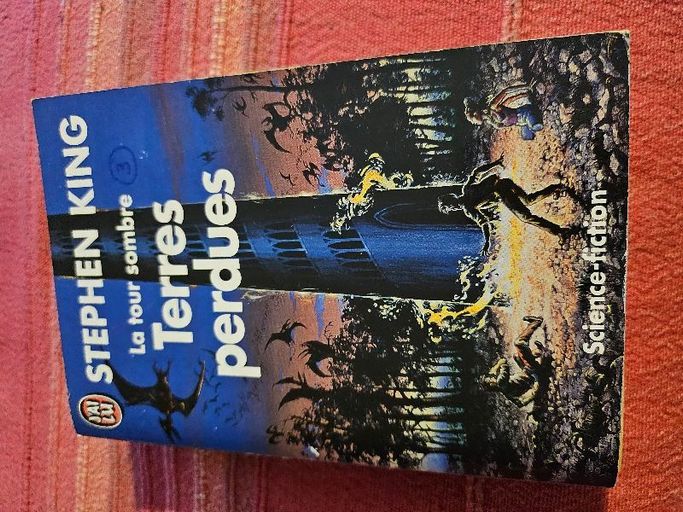 J'AI
LU
STEPHEN KING
La tour sombre 3
Terres
perdues
Science-fiction